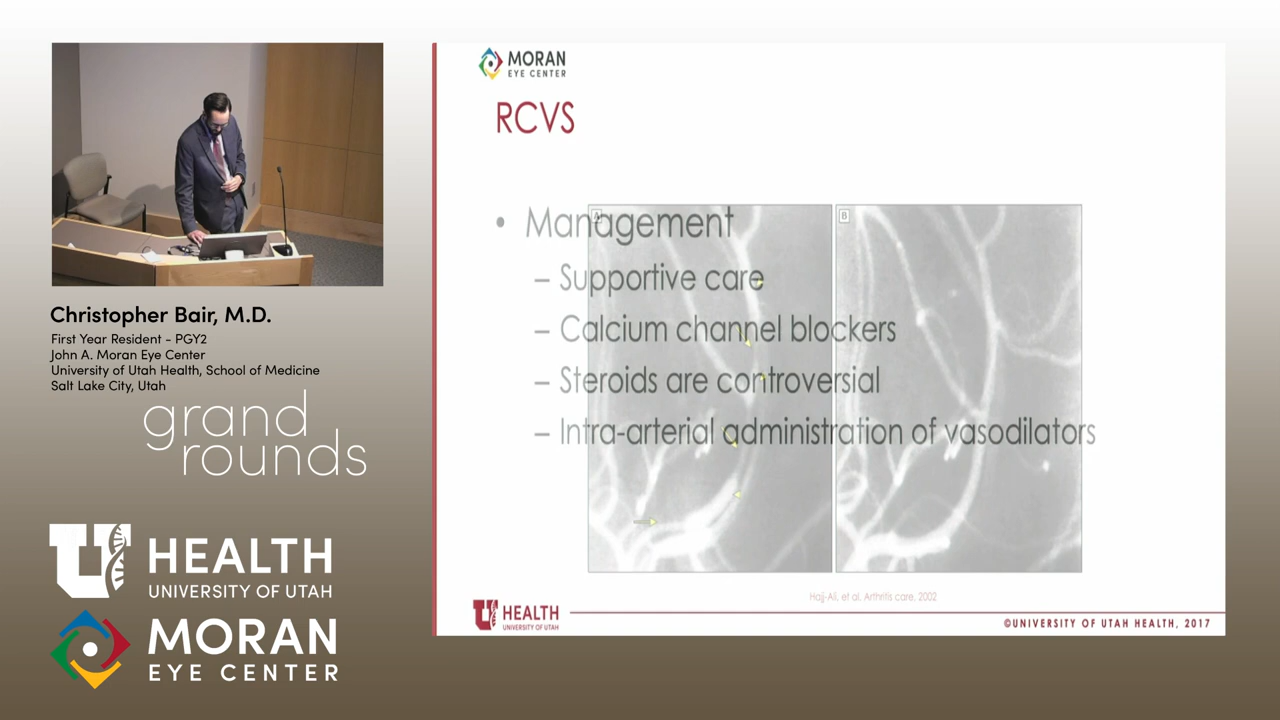 MORAN
EYE CENTER
RCVS
• Management
– Supportive care
– Calcium channel blockers
– Steroids are controversial
– Intra-arterial administration of vasodilators
A
B
Hajj-Ali, et al. Arthritis care, 2002
U HEALTH
UNIVERSITY OF UTAH
©UNIVERSITY OF UTAH HEALTH, 2017
Christopher Bair, M.D.
First Year Resident - PGY2
John A. Moran Eye Center
University of Utah Health, School of Medicine
Salt Lake City, Utah
grand
rounds
U HEALTH
UNIVERSITY OF UTAH
MORAN
EYE CENTER